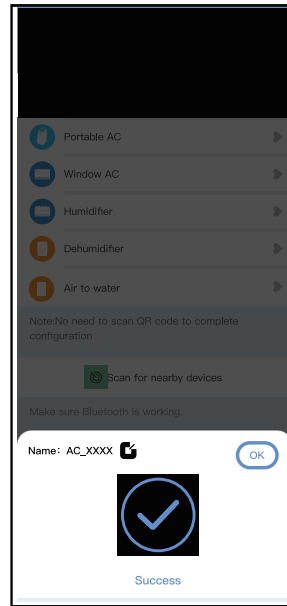 Portable AC
Window AC
Humidifier
Dehumidifier
Air to water
Note:No need to scan QR code to complete
configuration
Scan for nearby devices
Make sure Bluetooth is working.
Name: AC_XXXX
OK
Success